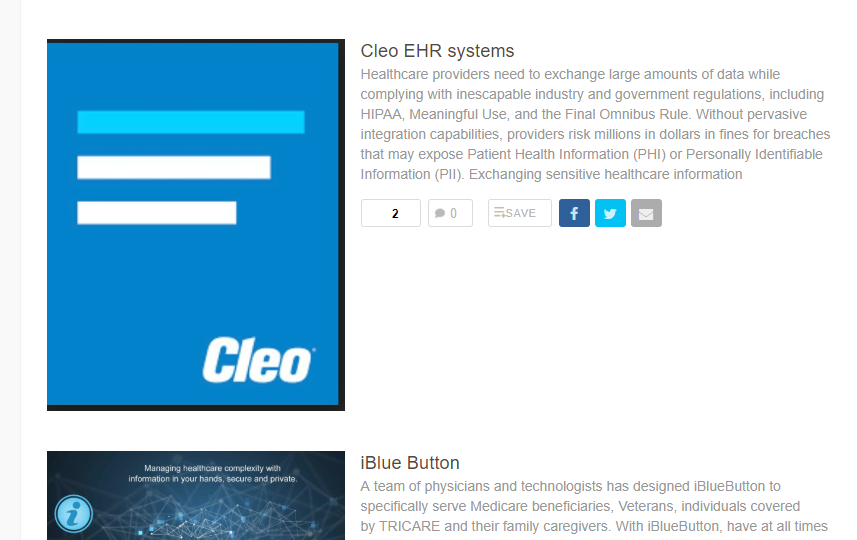 Cleo EHR systems
Healthcare providers need to exchange large amounts of data while
complying with inescapable industry and government regulations, including
HIPAA, Meaningful Use, and the Final Omnibus Rule. Without pervasive
integration capabilities, providers risk millions in dollars in fines for breaches
that may expose Patient Health Information (PHI) or Personally Identifiable
Information (PII). Exchanging sensitive healthcare information
2 0 SAVE
Cleo
iBlue Button
Managing healthcare complexity with
information in your hands, secure and private.
A team of physicians and technologists has designed iBlueButton to
specifically serve Medicare beneficiaries, Veterans, individuals covered
by TRICARE and their family caregivers. With iBlueButton, have at all times